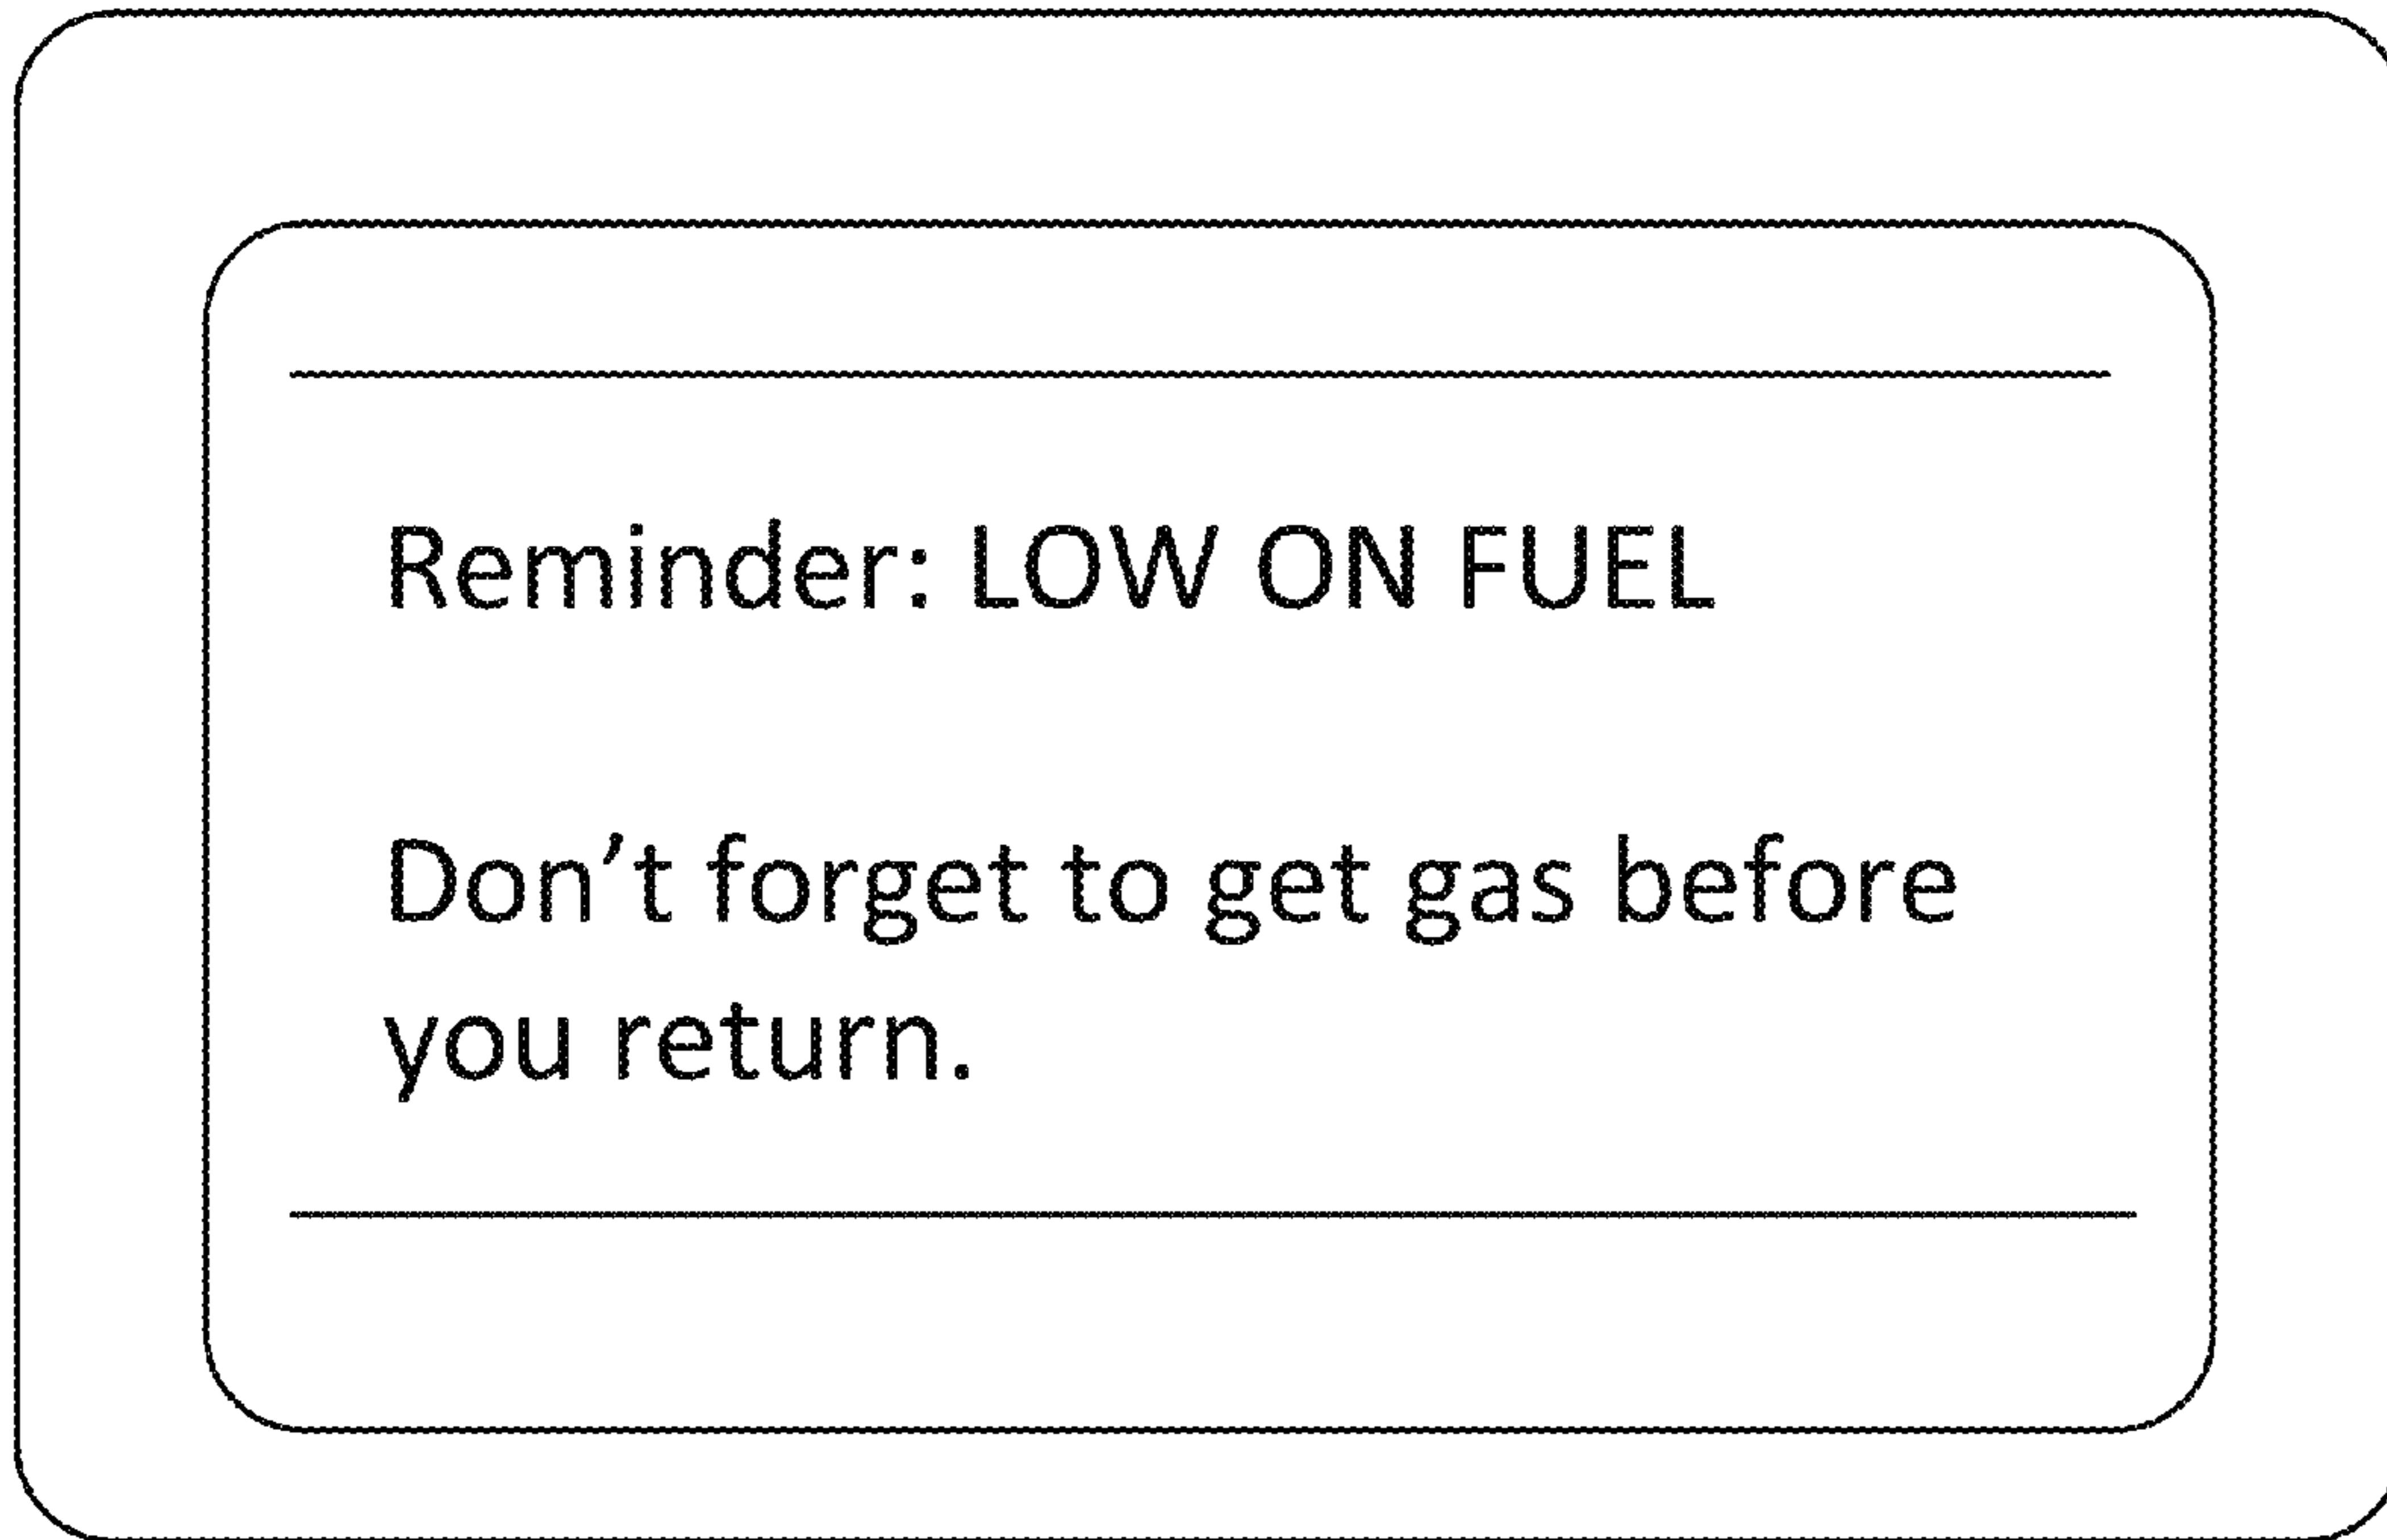 Reminder: LOW ON FUEL
Don’t forget to get gas before
you return.